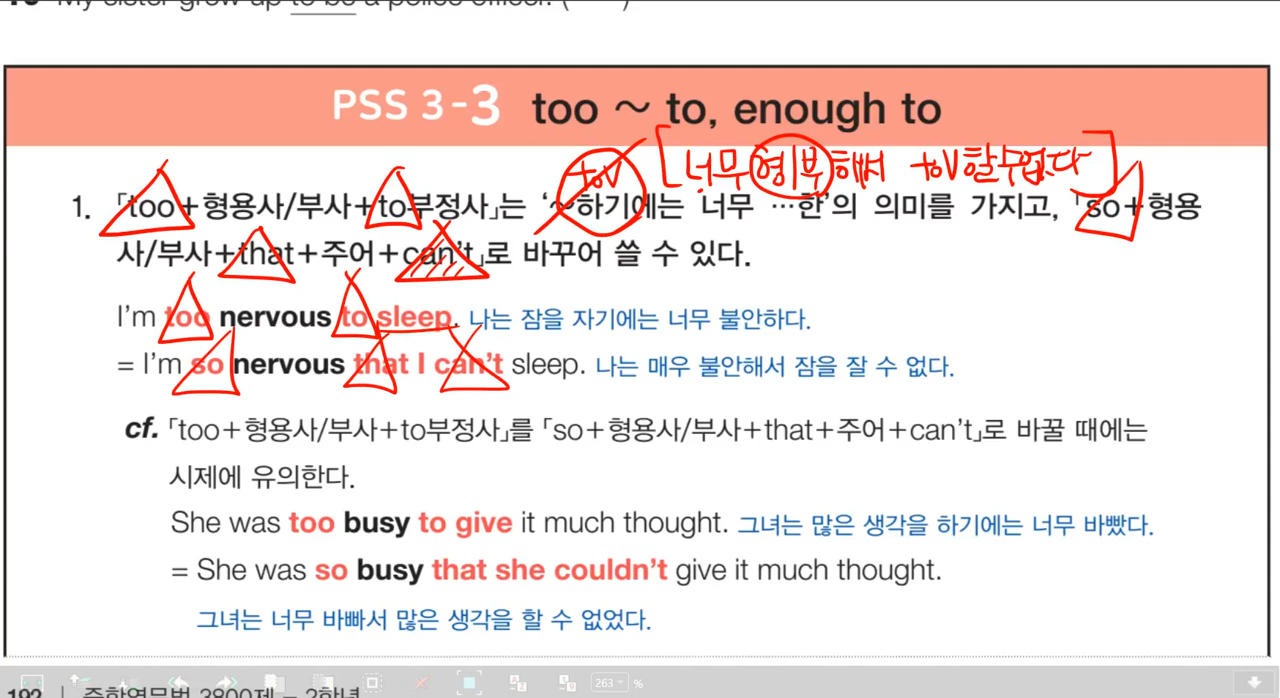 My sister grew up to be a police officer. (
PSS 3-3 too ~ to, enough to
toV [너무 형/부 해서 toV 할 수 없다]
1. 「too+형용사/부사+to부정사」는 '~하기에는 너무 …한'의 의미를 가지고, 「so+형용
사/부사+that+주어+can't」로 바꾸어 쓸 수 있다.
I'm too nervous to sleep. 나는 잠을 자기에는 너무 불안하다.
= I'm so nervous that I can't sleep. 나는 매우 불안해서 잠을 잘 수 없다.
cf. 「too+형용사/부사+to부정사」를 「so+형용사/부사+that+주어+can't」로 바꿀 때에는
시제에 유의한다.
She was too busy to give it much thought. 그녀는 많은 생각을 하기에는 너무 바빴다.
= She was so busy that she couldn't give it much thought.
그녀는 너무 바빠서 많은 생각을 할 수 없었다.
192 | 중학영문법 3800제 – 2학년
263 %